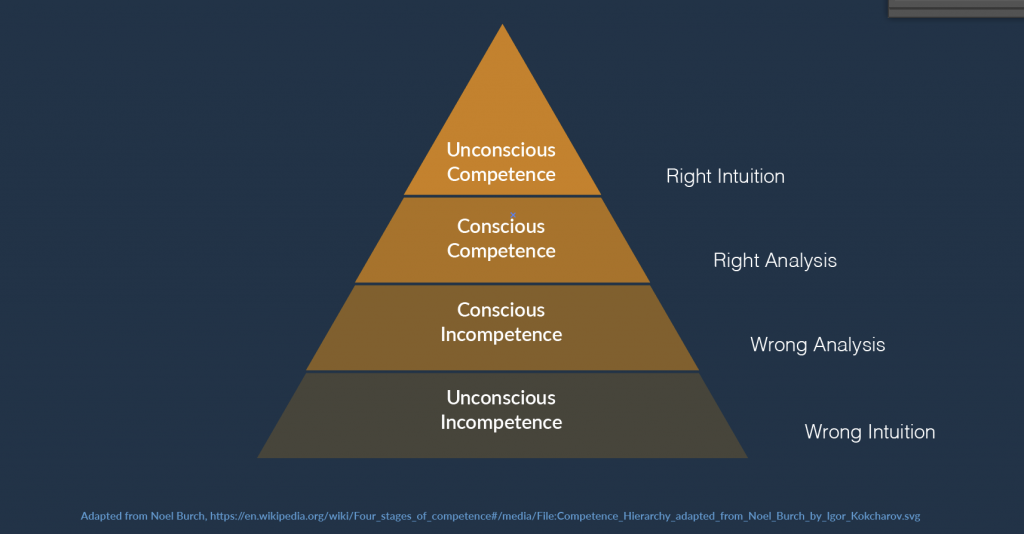 Unconscious
Competence
Right Intuition
Conscious
Competence
Right Analysis
Conscious
Incompetence
Wrong Analysis
Unconscious
Incompetence
Wrong Intuition
Adapted from Noel Burch, https://en.wikipedia.org/wiki/Four_stages_of_competence#/media/File:Competence_Hierarchy_adapted_from_Noel_Burch_by_Igor_Kokcharov.svg